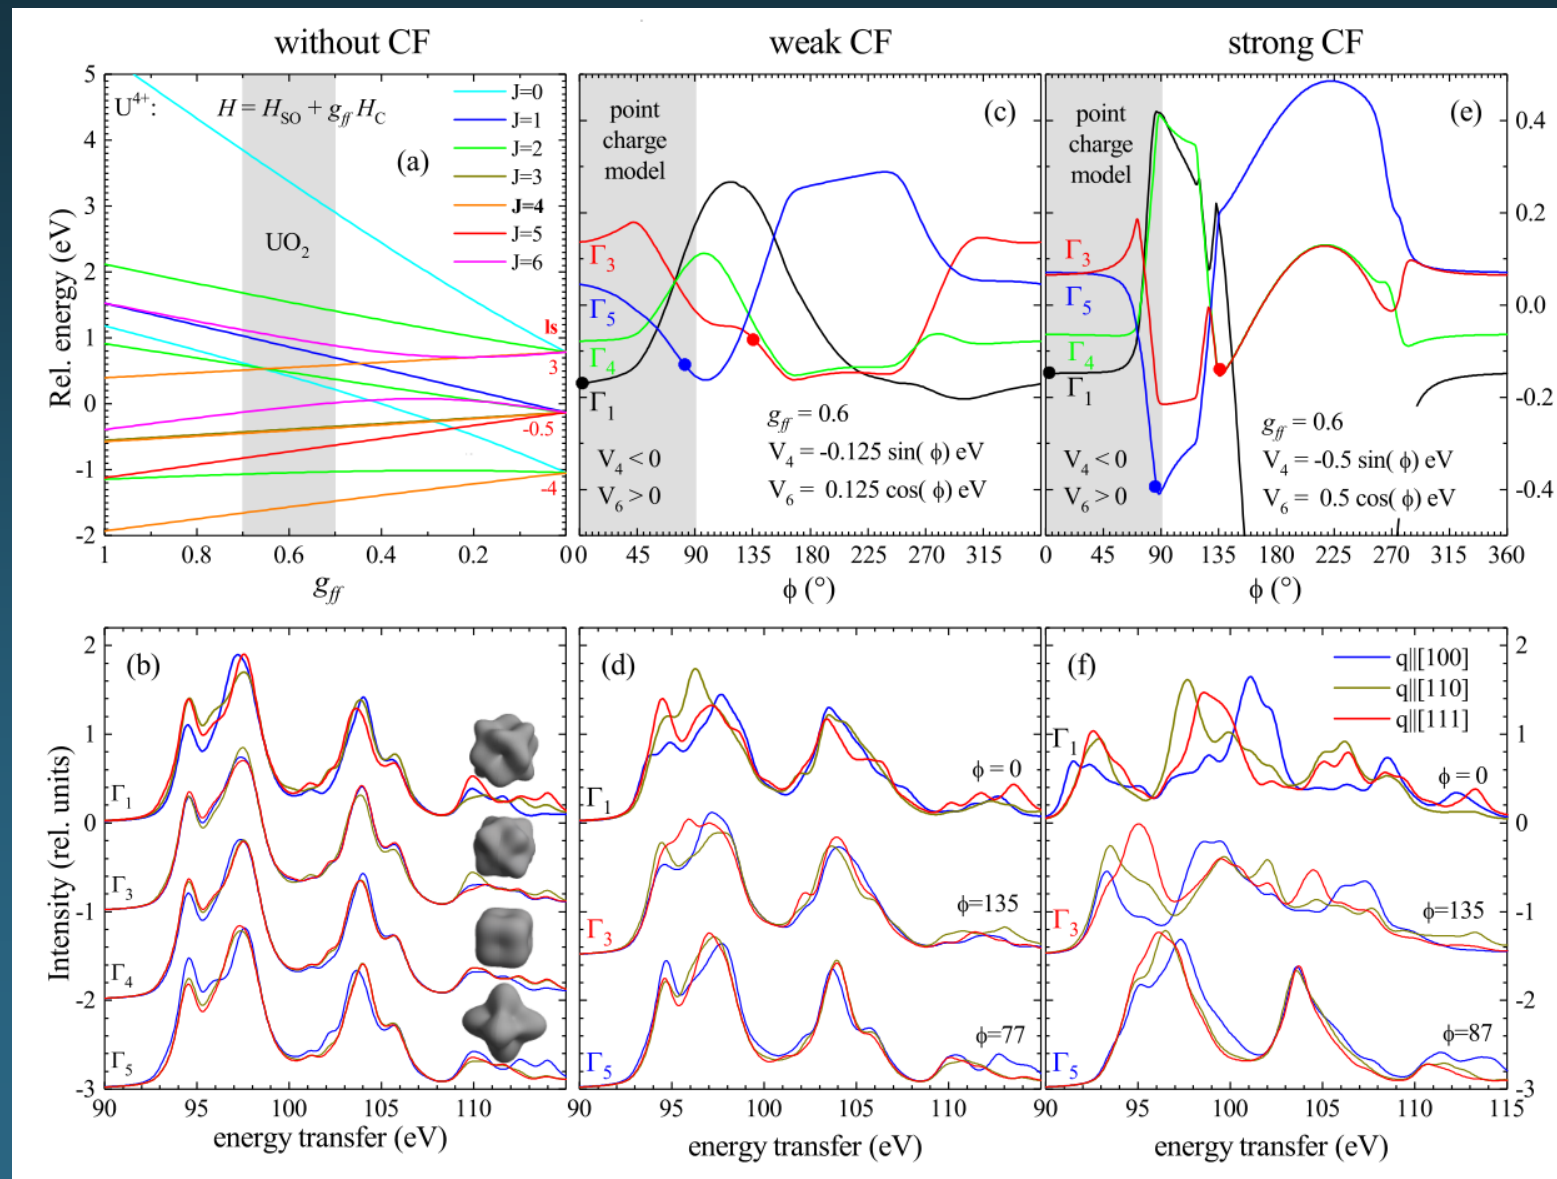 without CF
weak CF
strong CF
5
4
3
2
1
0
-1
-2
Rel. energy (eV)
U⁴⁺: H = H_SO + g_ff H_C
(a)
UO₂
J=0
J=1
J=2
J=3
J=4
J=5
J=6
ls
3
-0.5
-4
1 0.8 0.6 0.4 0.2 0
g_ff
point
charge
model
(c)
Γ₃
Γ₅
Γ₄
Γ₁
V₄ < 0
V₆ > 0
g_ff = 0.6
V₄ = -0.125 sin( ϕ) eV
V₆ = 0.125 cos( ϕ) eV
0 45 90 135 180 225 270 315
ϕ (°)
point
charge
model
(e)
Γ₃
Γ₅
Γ₄
Γ₁
V₄ < 0
V₆ > 0
g_ff = 0.6
V₄ = -0.5 sin( ϕ) eV
V₆ = 0.5 cos( ϕ) eV
0.4
0.2
0.0
-0.2
-0.4
0 45 90 135 180 225 270 315 360
ϕ (°)
2
1
0
-1
-2
-3
Intensity (rel. units)
(b)
Γ₁
Γ₃
Γ₄
Γ₅
90 95 100 105 110
energy transfer (eV)
(d)
Γ₁
ϕ = 0
Γ₃
ϕ=135
Γ₅
ϕ=77
90 95 100 105 110
energy transfer (eV)
(f)
q||[100]
q||[110]
q||[111]
Γ₁
ϕ = 0
Γ₃
ϕ=135
Γ₅
ϕ=87
2
1
0
-1
-2
-3
90 95 100 105 110 115
energy transfer (eV)